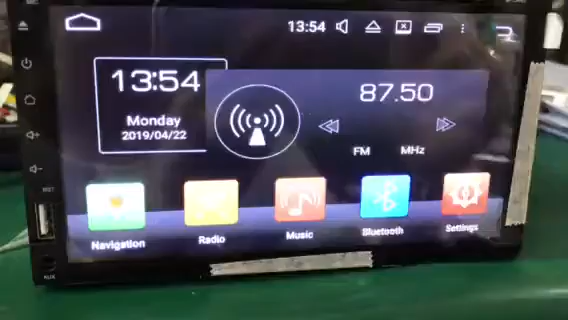 13:54
13:54
Monday
2019/04/22
87.50
FM MHz
Navigation
Radio
Music
Bluetooth
Settings
RST
AUX